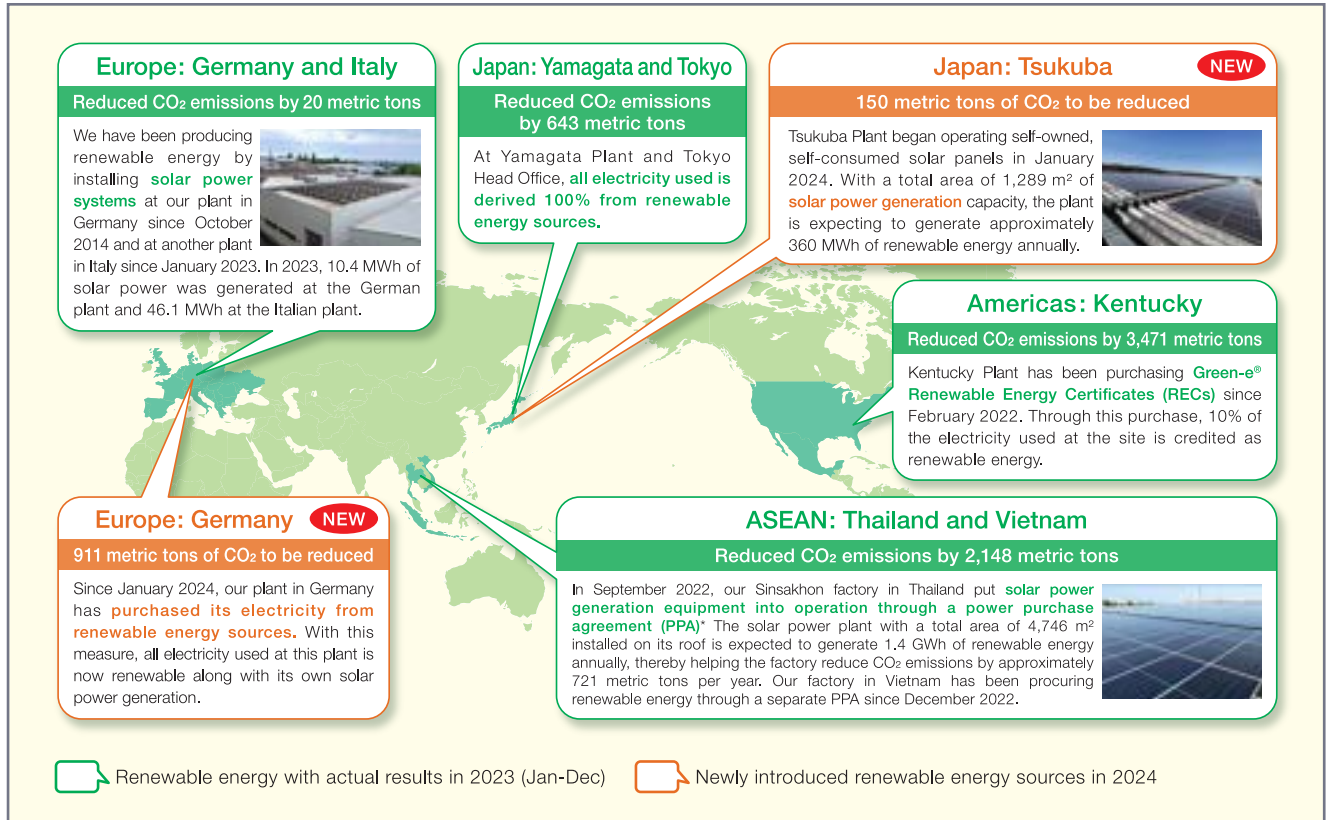 Europe: Germany and Italy
Reduced CO₂ emissions by 20 metric tons
We have been producing
renewable energy by
installing solar power
systems at our plant in
Germany since October
2014 and at another plant
in Italy since January 2023. In 2023, 10.4 MWh of
solar power was generated at the German
plant and 46.1 MWh at the Italian plant.
Japan: Yamagata and Tokyo
Reduced CO₂ emissions
by 643 metric tons
At Yamagata Plant and Tokyo
Head Office, all electricity used is
derived 100% from renewable
energy sources.
Japan: Tsukuba
NEW
150 metric tons of CO₂ to be reduced
Tsukuba Plant began operating self-owned,
self-consumed solar panels in January
2024. With a total area of 1,289 m² of
solar power generation capacity, the plant
is expecting to generate approximately
360 MWh of renewable energy annually.
Americas: Kentucky
Reduced CO₂ emissions by 3,471 metric tons
Kentucky Plant has been purchasing Green-e®
Renewable Energy Certificates (RECs) since
February 2022. Through this purchase, 10% of
the electricity used at the site is credited as
renewable energy.
Europe: Germany
NEW
911 metric tons of CO₂ to be reduced
Since January 2024, our plant in Germany
has purchased its electricity from
renewable energy sources. With this
measure, all electricity used at this plant is
now renewable along with its own solar
power generation.
ASEAN: Thailand and Vietnam
Reduced CO₂ emissions by 2,148 metric tons
In September 2022, our Sinsakhon factory in Thailand put solar power
generation equipment into operation through a power purchase
agreement (PPA)* The solar power plant with a total area of 4,746 m²
installed on its roof is expected to generate 1.4 GWh of renewable energy
annually, thereby helping the factory reduce CO₂ emissions by approximately
721 metric tons per year. Our factory in Vietnam has been procuring
renewable energy through a separate PPA since December 2022.
Renewable energy with actual results in 2023 (Jan-Dec)
Newly introduced renewable energy sources in 2024